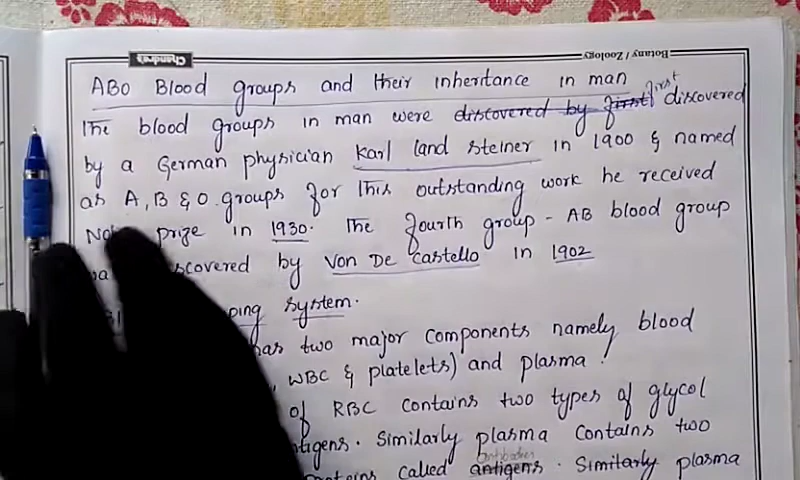 Chandra's
Botany / Zoology
ABO Blood groups and their inheritance in man
The blood groups in man were discovered by first first discovered
by a German physician Karl land steiner in 1900 & named
as A, B & O groups for this outstanding work he received
prize in 1930. The fourth group - AB blood group
scovered by Von De Castello in 1902
ping system.
has two major components namely blood
, WBC & platelets) and plasma.
of RBC contains two types of glycol
ntigens. Similarly plasma contains two
antibodies
called antigens. Similarly plasma